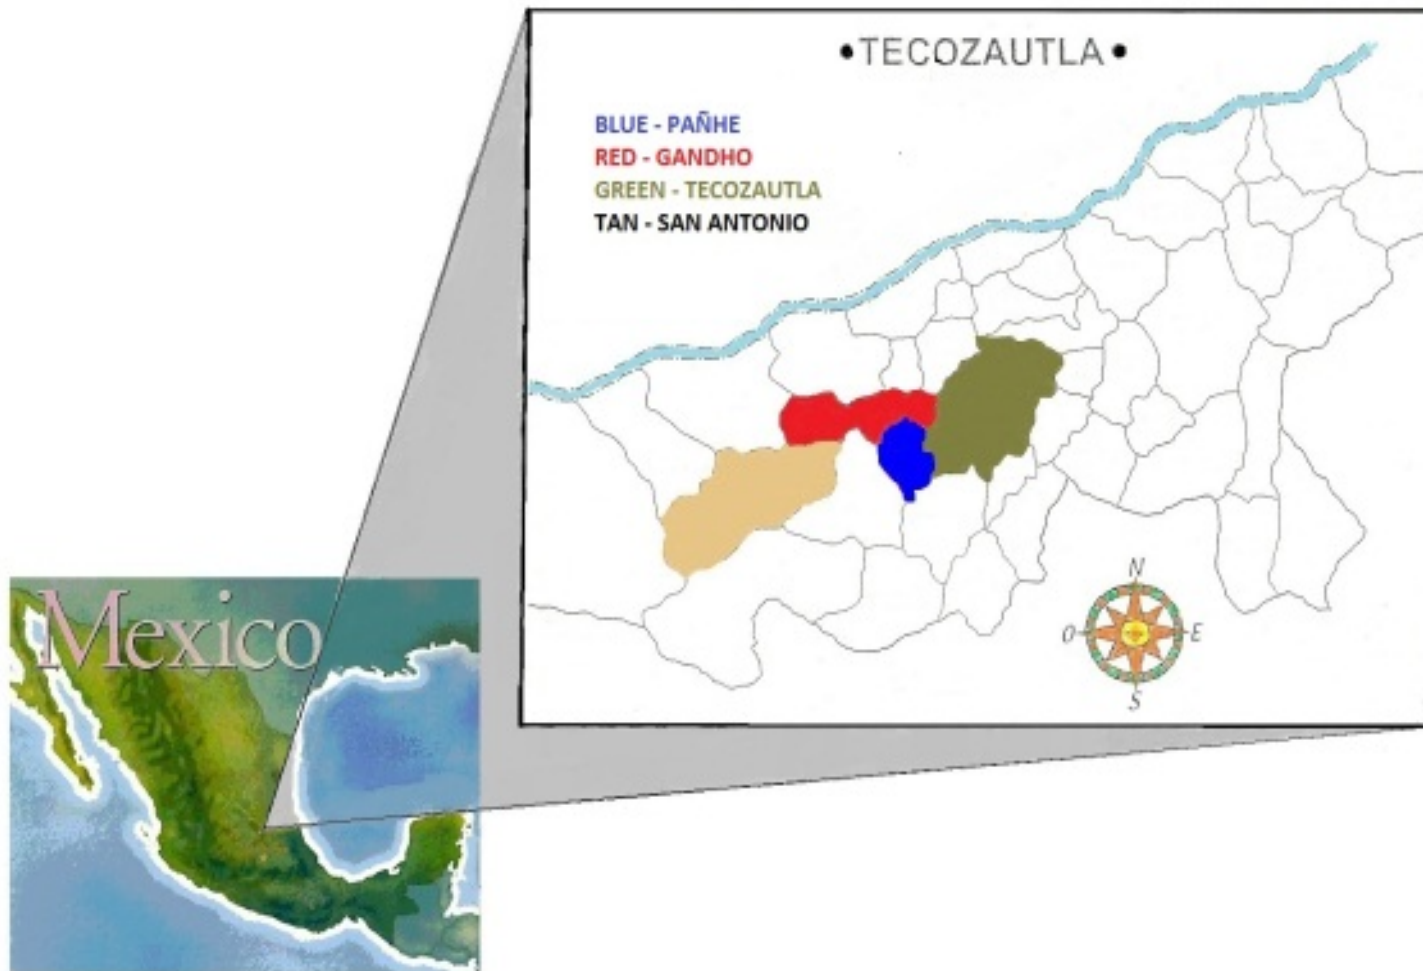 •TECOZAUTLA•
BLUE - PAÑHE
RED - GANDHO
GREEN - TECOZAUTLA
TAN - SAN ANTONIO
N
O E
S
Mexico